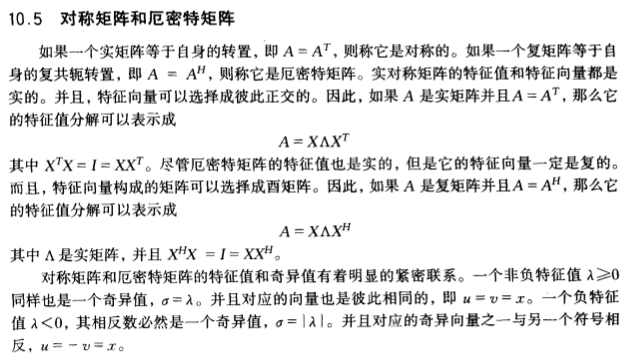 10.5 对称矩阵和厄密特矩阵
如果一个实矩阵等于自身的转置，即 A = Aᵀ，则称它是对称的。如果一个复矩阵等于自
身的复共轭转置，即 A = Aᴴ，则称它是厄密特矩阵。实对称矩阵的特征值和特征向量都是
实的。并且，特征向量可以选择成彼此正交的。因此，如果 A 是实矩阵并且A = Aᵀ，那么它
的特征值分解可以表示成
A = XΛXᵀ
其中 XᵀX = I = XXᵀ。尽管厄密特矩阵的特征值也是实的，但是它的特征向量一定是复的。
而且，特征向量构成的矩阵可以选择成酉矩阵。因此，如果 A 是复矩阵并且A = Aᴴ，那么它
的特征值分解可以表示成
A = XΛXᴴ
其中 Λ 是实矩阵，并且 XᴴX = I = XXᴴ。
对称矩阵和厄密特矩阵的特征值和奇异值有着明显的紧密联系。一个非负特征值 λ≥0
同样也是一个奇异值，σ = λ。并且对应的向量也是彼此相同的，即 u = v = x。一个负特征
值 λ<0，其相反数必然是一个奇异值，σ = |λ|。并且对应的奇异向量之一与另一个符号相
反，u = - v = x。